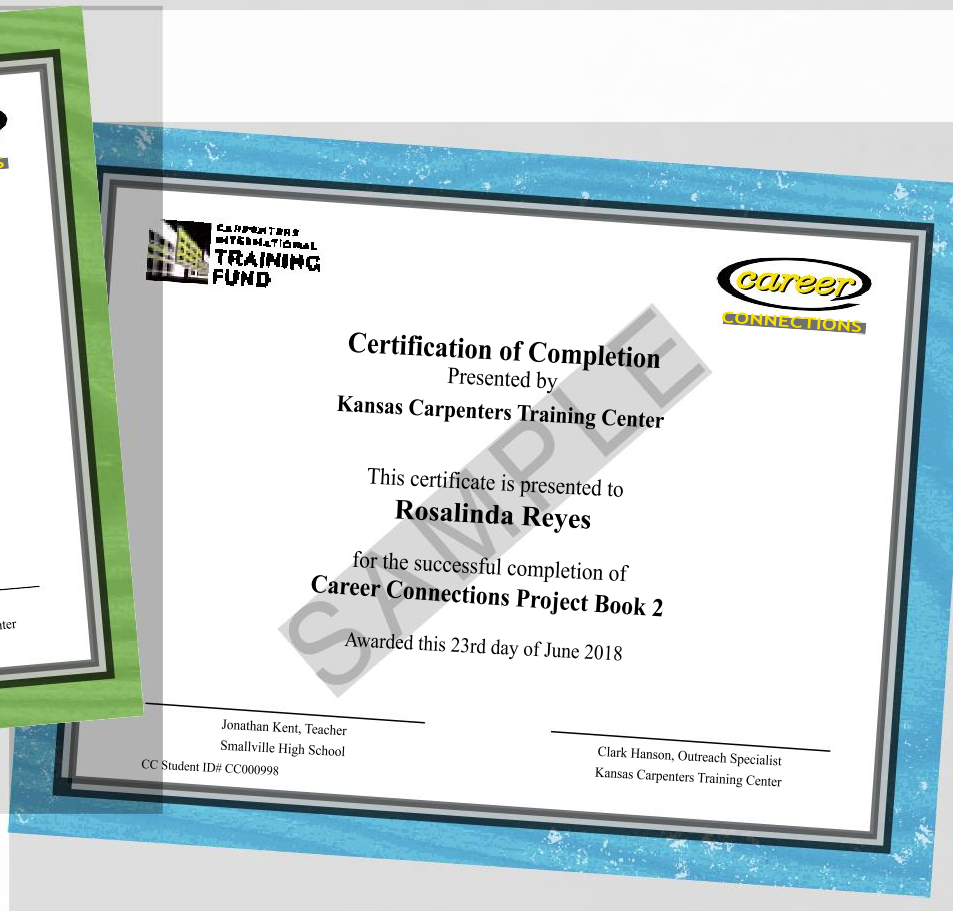 CARPENTERS
INTERNATIONAL
TRAINING
FUND
career
CONNECTIONS
Certification of Completion
Presented by
Kansas Carpenters Training Center
This certificate is presented to
Rosalinda Reyes
for the successful completion of
Career Connections Project Book 2
Awarded this 23rd day of June 2018
SAMPLE
Jonathan Kent, Teacher
Smallville High School
CC Student ID# CC000998
Clark Hanson, Outreach Specialist
Kansas Carpenters Training Center